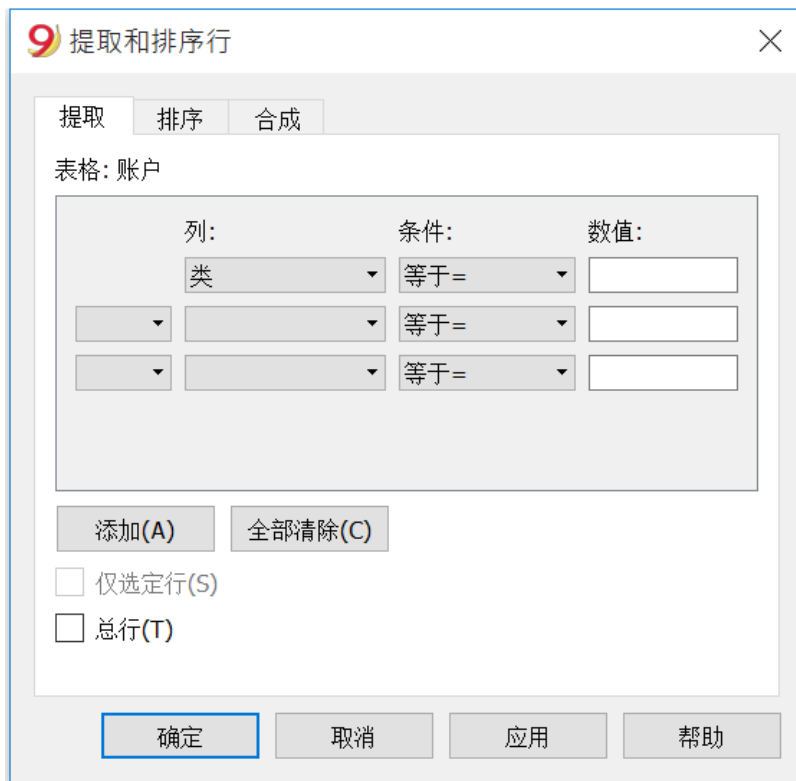 9 提取和排序行
提取 排序 合成
表格: 账户
列: 条件: 数值:
类 等于=
等于=
等于=
添加(A) 全部清除(C)
仅选定行(S)
总行(T)
确定 取消 应用 帮助